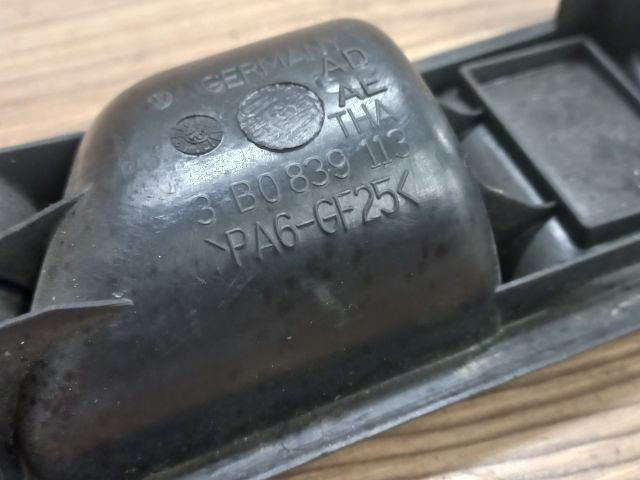 GERMANY
AD
AE
THA
3 B0 839 113
>PA6-GF25<